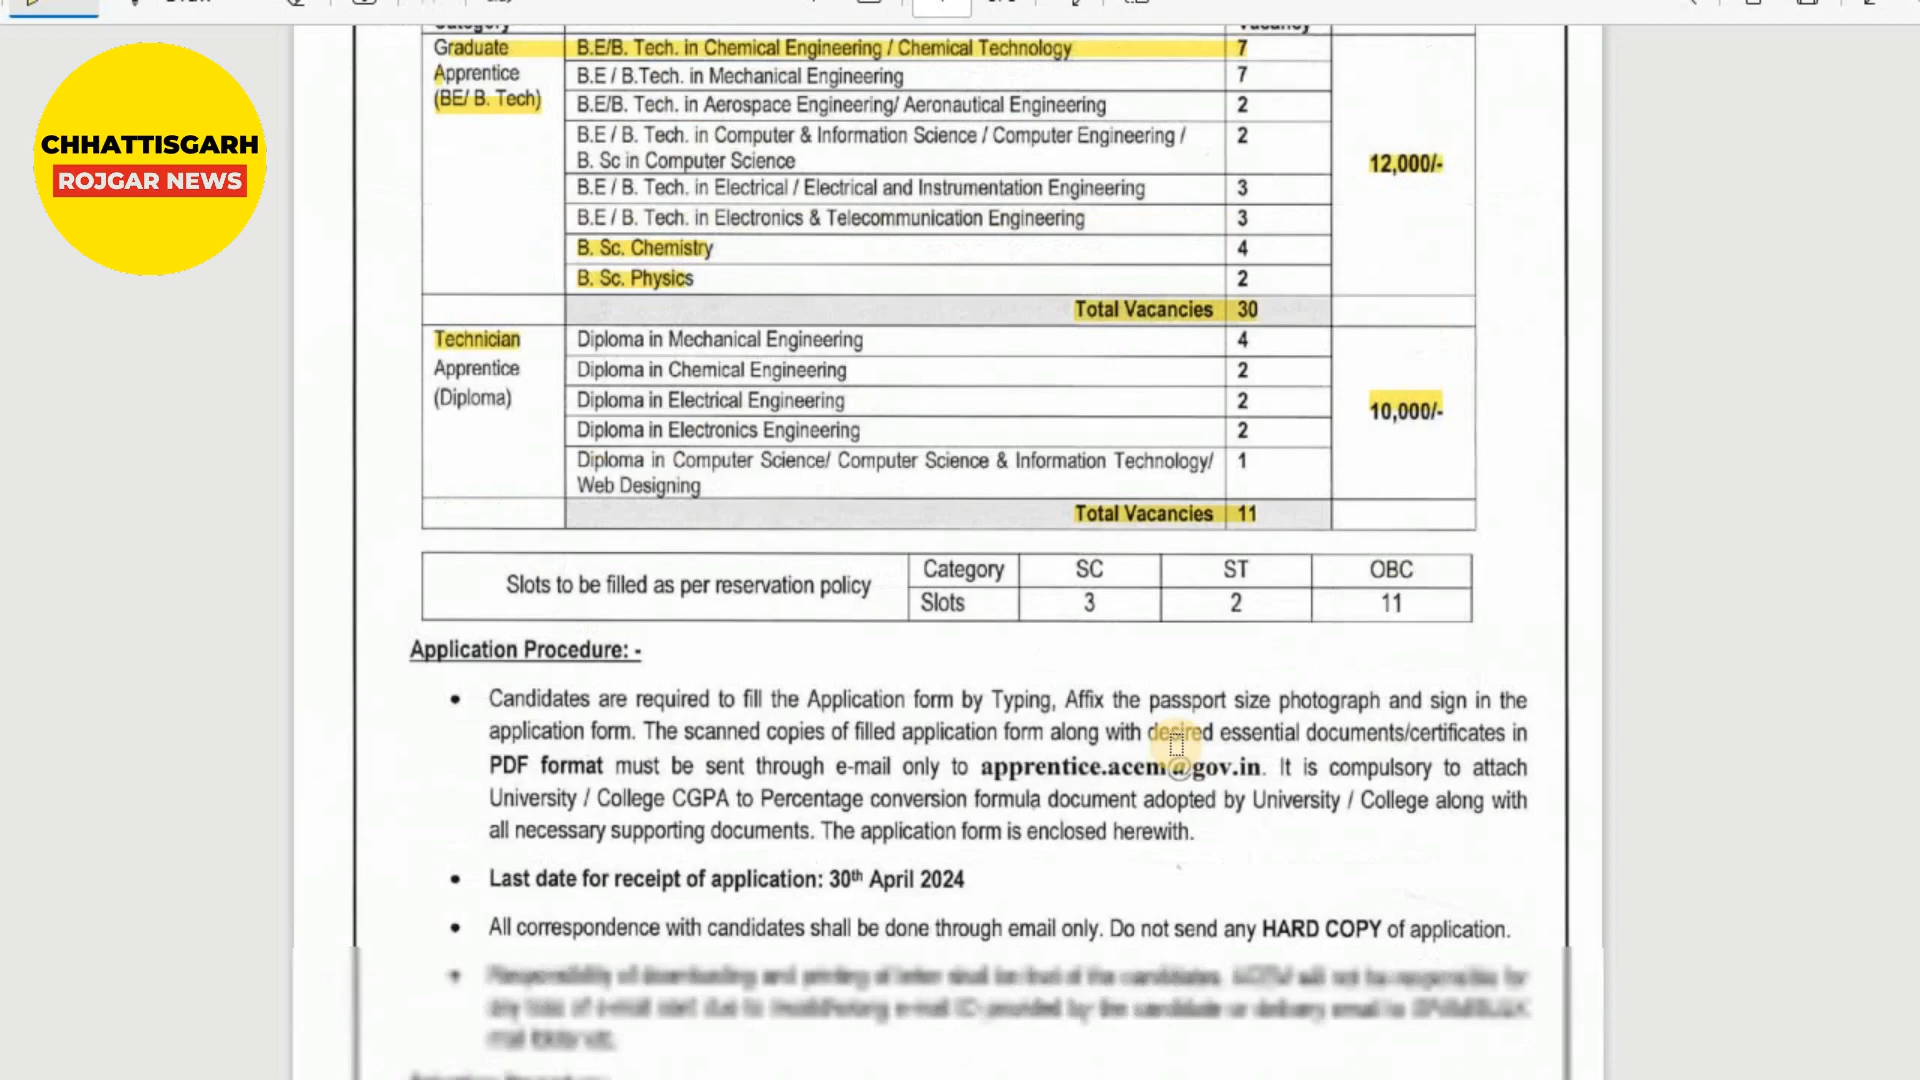 CHHATTISGARH
ROJGAR NEWS
Category
Vacancy
Graduate B.E/B. Tech. in Chemical Engineering / Chemical Technology 7
Apprentice B.E / B.Tech. in Mechanical Engineering 7
(BE/ B. Tech) B.E/B. Tech. in Aerospace Engineering/ Aeronautical Engineering 2
B.E / B. Tech. in Computer & Information Science / Computer Engineering / 2
B. Sc in Computer Science
12,000/-
B.E / B. Tech. in Electrical / Electrical and Instrumentation Engineering 3
B.E / B. Tech. in Electronics & Telecommunication Engineering 3
B. Sc. Chemistry 4
B. Sc. Physics 2
Total Vacancies 30
Technician Diploma in Mechanical Engineering 4
Apprentice Diploma in Chemical Engineering 2
(Diploma) Diploma in Electrical Engineering 2
10,000/-
Diploma in Electronics Engineering 2
Diploma in Computer Science/ Computer Science & Information Technology/ 1
Web Designing
Total Vacancies 11
Slots to be filled as per reservation policy
Category SC ST OBC
Slots 3 2 11
Application Procedure: -
• Candidates are required to fill the Application form by Typing, Affix the passport size photograph and sign in the
application form. The scanned copies of filled application form along with desired essential documents/certificates in
PDF format must be sent through e-mail only to apprentice.acem@gov.in. It is compulsory to attach
University / College CGPA to Percentage conversion formula document adopted by University / College along with
all necessary supporting documents. The application form is enclosed herewith.
• Last date for receipt of application: 30th April 2024
• All correspondence with candidates shall be done through email only. Do not send any HARD COPY of application.